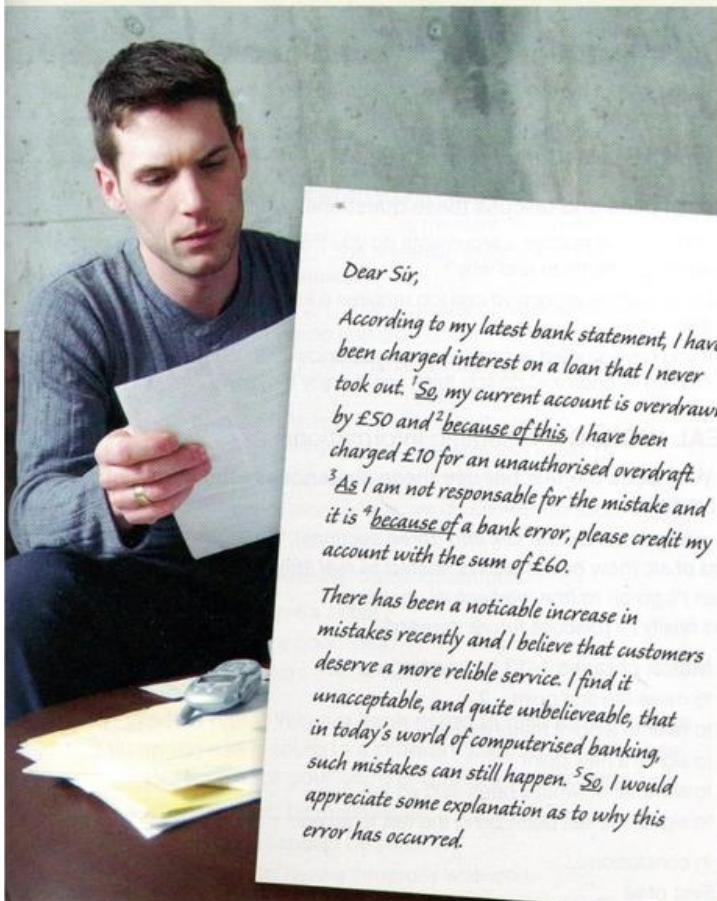 Dear Sir,
According to my latest bank statement, I have
been charged interest on a loan that I never
took out. ¹So, my current account is overdrawn
by £50 and ²because of this, I have been
charged £10 for an unauthorised overdraft.
³As I am not responsable for the mistake and
it is ⁴because of a bank error, please credit my
account with the sum of £60.
There has been a noticable increase in
mistakes recently and I believe that customers
deserve a more relible service. I find it
unacceptable, and quite unbelieveable, that
in today's world of computerised banking,
such mistakes can still happen. ⁵So, I would
appreciate some explanation as to why this
error has occurred.